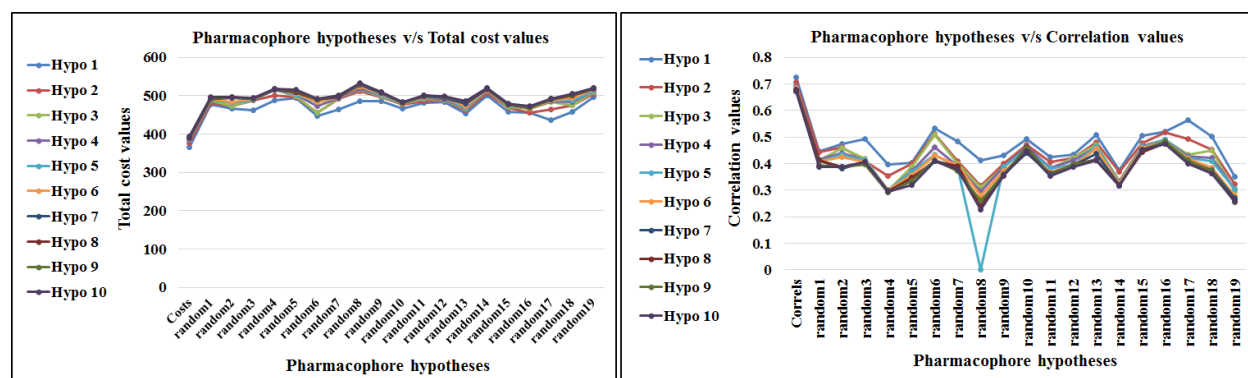 Pharmacophore hypotheses v/s Total cost values
600
500
400
300
200
100
0
Total cost values
Hypo 1
Hypo 2
Hypo 3
Hypo 4
Hypo 5
Hypo 6
Hypo 7
Hypo 8
Hypo 9
Hypo 10
Costs
random1
random2
random3
random4
random5
random6
random7
random8
random9
random10
random11
random12
random13
random14
random15
random16
random17
random18
random19
Pharmacophore hypotheses
Pharmacophore hypotheses v/s Correlation values
0.8
0.7
0.6
0.5
0.4
0.3
0.2
0.1
0
Correlation values
Hypo 1
Hypo 2
Hypo 3
Hypo 4
Hypo 5
Hypo 6
Hypo 7
Hypo 8
Hypo 9
Hypo 10
Correls
random1
random2
random3
random4
random5
random6
random7
random8
random9
random10
random11
random12
random13
random14
random15
random16
random17
random18
random19
Pharmacophore hypotheses